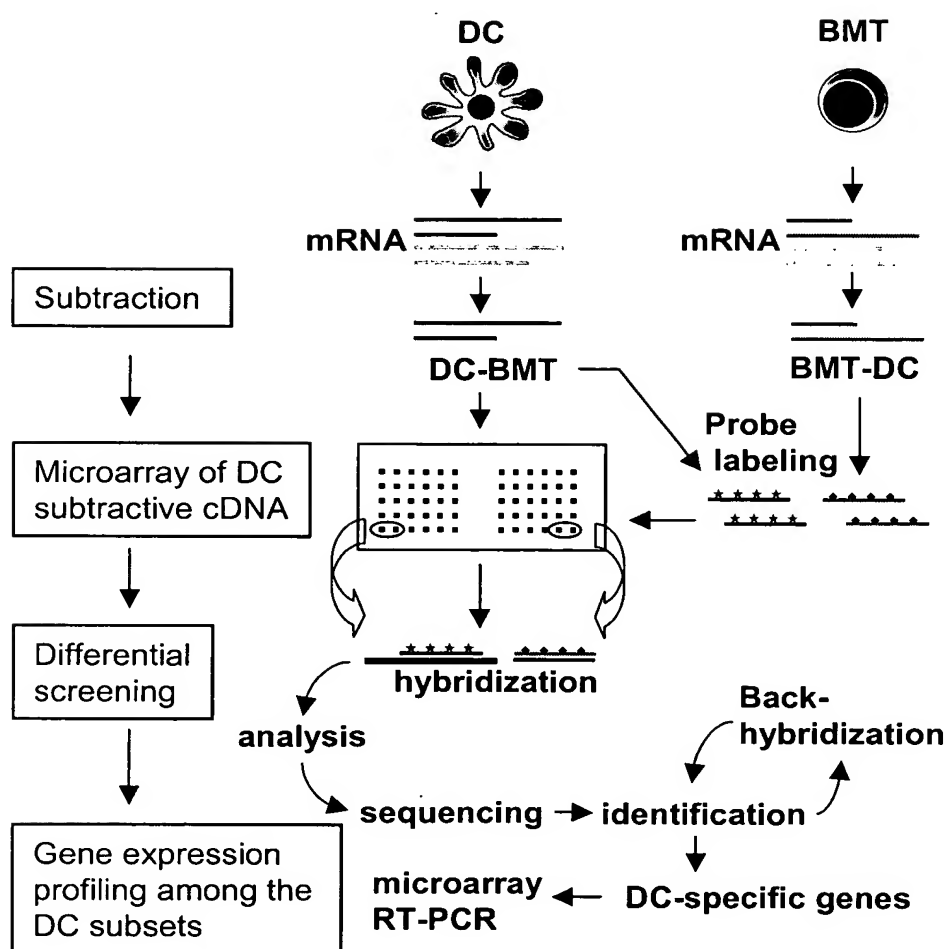 DC
BMT
mRNA
mRNA
Subtraction
DC-BMT
BMT-DC
Probe
labeling
Microarray of DC
subtractive cDNA
Differential
screening
hybridization
analysis
Back-
hybridization
sequencing
identification
Gene expression
profiling among the
DC subsets
microarray
RT-PCR
DC-specific genes